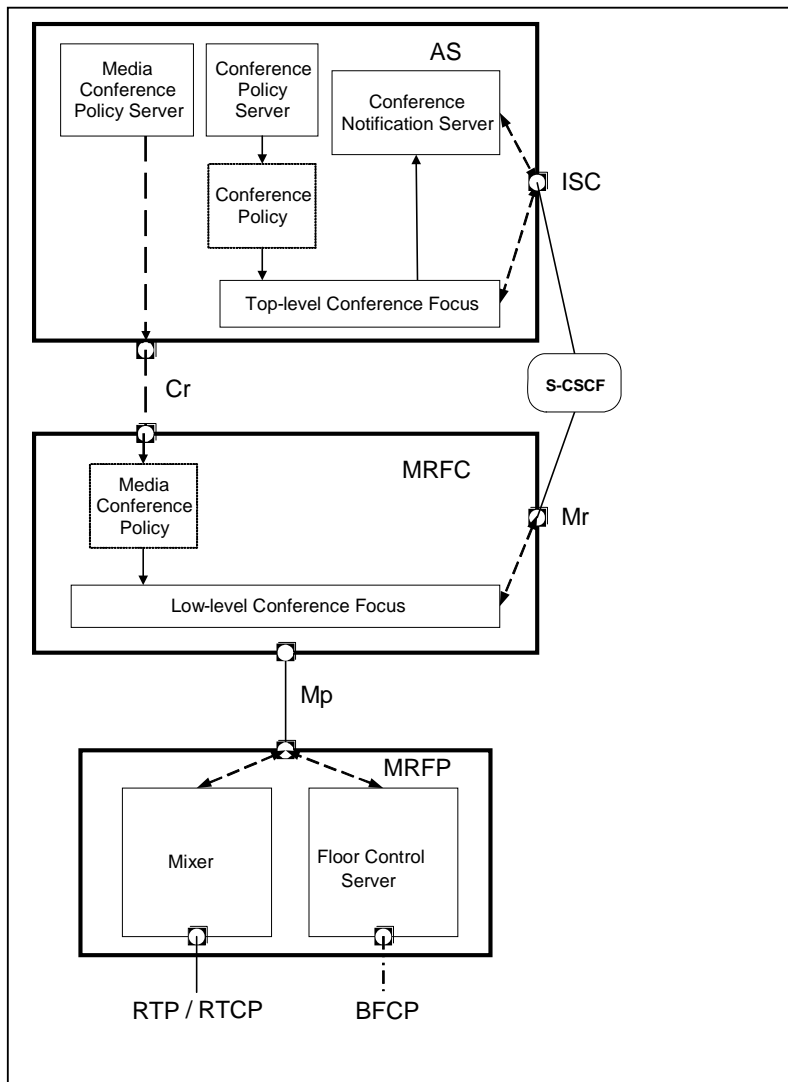 AS
Media
Conference
Policy Server
Conference
Policy
Server
Conference
Notification Server
Conference
Policy
ISC
Top-level Conference Focus
S-CSCF
Cr
MRFC
Media
Conference
Policy
Mr
Low-level Conference Focus
Mp
MRFP
Mixer
Floor Control
Server
RTP / RTCP
BFCP